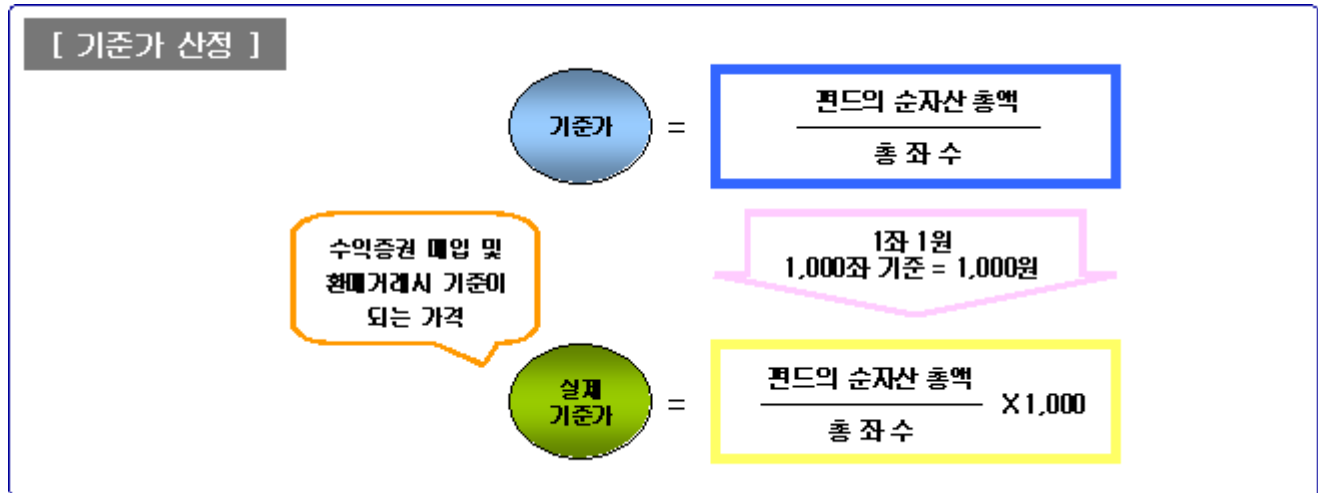 [ 기준가 산정 ]
기준가
=
펀드의 순자산 총액
총 좌 수
수익증권 매입 및
환매거래시 기준이
되는 가격
1좌 1원
1,000좌 기준 = 1,000원
실제
기준가
=
펀드의 순자산 총액
총 좌 수
X 1,000